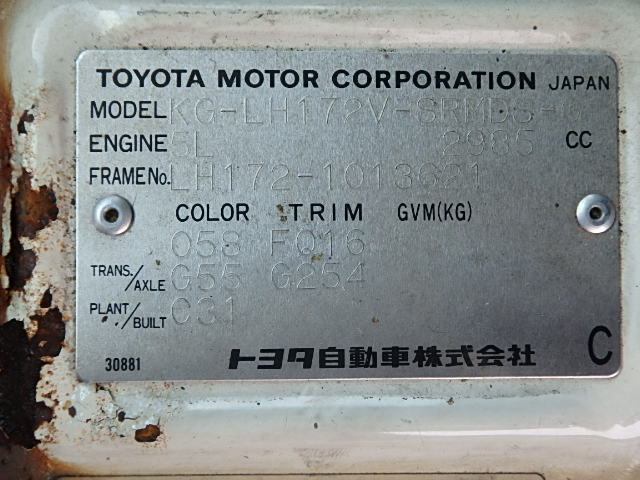 TOYOTA MOTOR CORPORATION JAPAN
MODEL KG-LH172V-SRMDS-G
ENGINE 5L 2985 CC
FRAME No. LH172-1013621
COLOR TRIM GVM(KG)
058 FQ16
TRANS./AXLE G55 G254
PLANT/BUILT C31
30881 トヨタ自動車株式会社 C